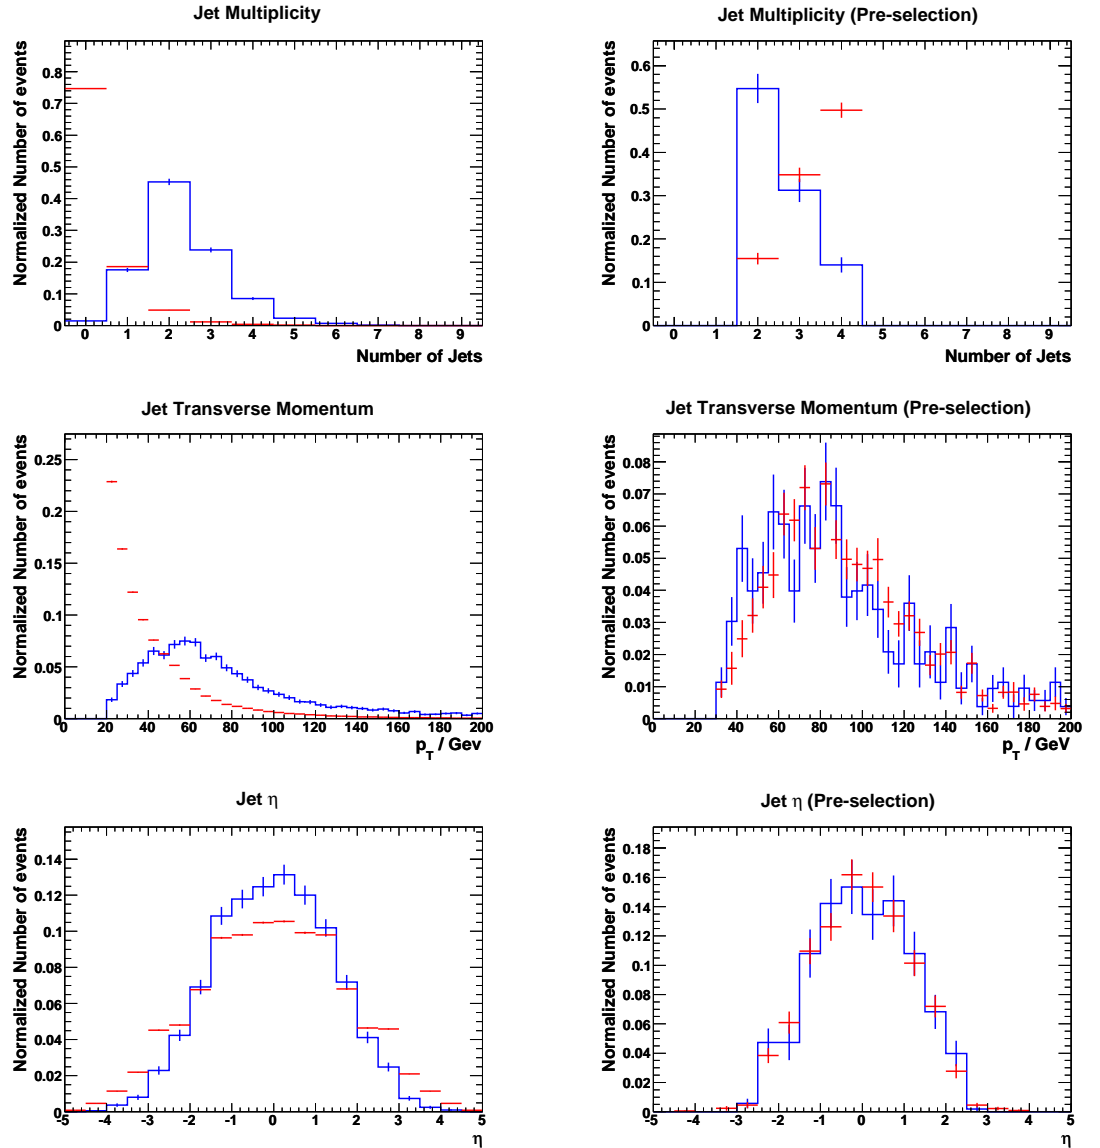 Jet Multiplicity
Normalized Number of events
0.8
0.7
0.6
0.5
0.4
0.3
0.2
0.1
0
0 1 2 3 4 5 6 7 8 9
Number of Jets
Jet Multiplicity (Pre-selection)
Normalized Number of events
0.6
0.5
0.4
0.3
0.2
0.1
0
0 1 2 3 4 5 6 7 8 9
Number of Jets
Jet Transverse Momentum
Normalized Number of events
0.25
0.2
0.15
0.1
0.05
0
0 20 40 60 80 100 120 140 160 180 200
p_T / Gev
Jet Transverse Momentum (Pre-selection)
Normalized Number of events
0.08
0.07
0.06
0.05
0.04
0.03
0.02
0.01
0
0 20 40 60 80 100 120 140 160 180 200
p_T / GeV
Jet η
Normalized Number of events
0.14
0.12
0.1
0.08
0.06
0.04
0.02
0
-5 -4 -3 -2 -1 0 1 2 3 4 5
η
Jet η (Pre-selection)
Normalized Number of events
0.18
0.16
0.14
0.12
0.1
0.08
0.06
0.04
0.02
0
-5 -4 -3 -2 -1 0 1 2 3 4 5
η